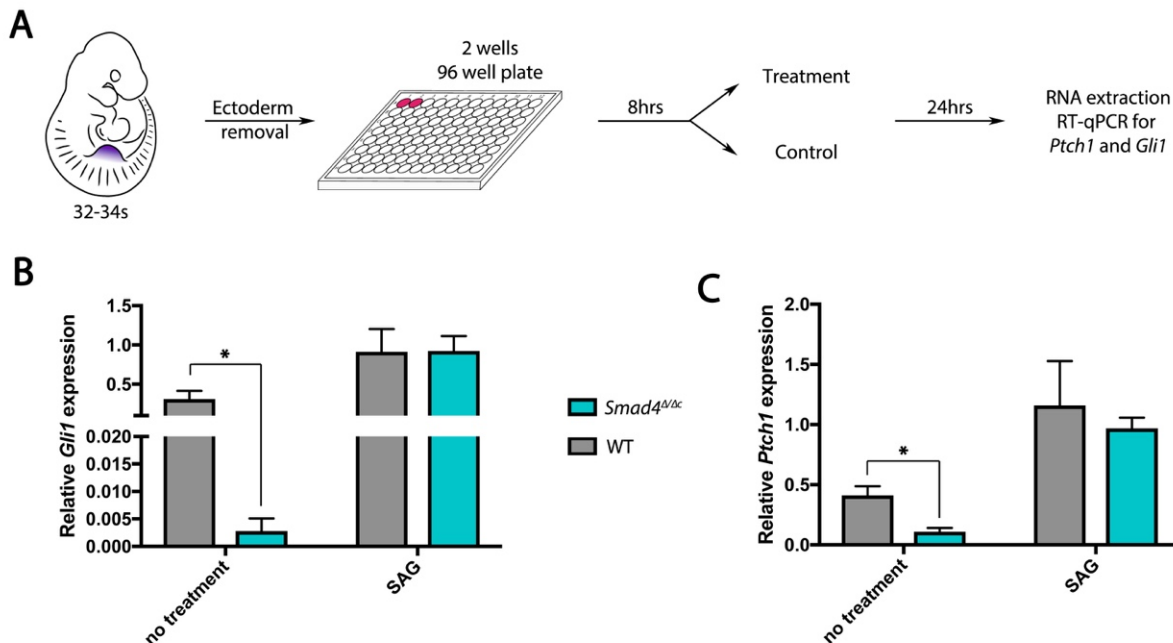 A
32-34s
Ectoderm
removal
2 wells
96 well plate
8hrs
Treatment
Control
24hrs
RNA extraction
RT-qPCR for
Ptch1 and Gli1
B
Relative Gli1 expression
1.5
1.0
0.5
0.020
0.015
0.010
0.005
0.000
*
no treatment
SAG
Smad4Δ/Δc
WT
C
Relative Ptch1 expression
2.0
1.5
1.0
0.5
0.0
*
no treatment
SAG